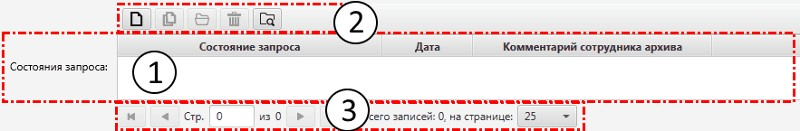 2
Состояние запроса Дата Комментарий сотрудника архива
Состояния запроса: 1
Стр. 0 из 0 3 записей: 0, на странице: 25